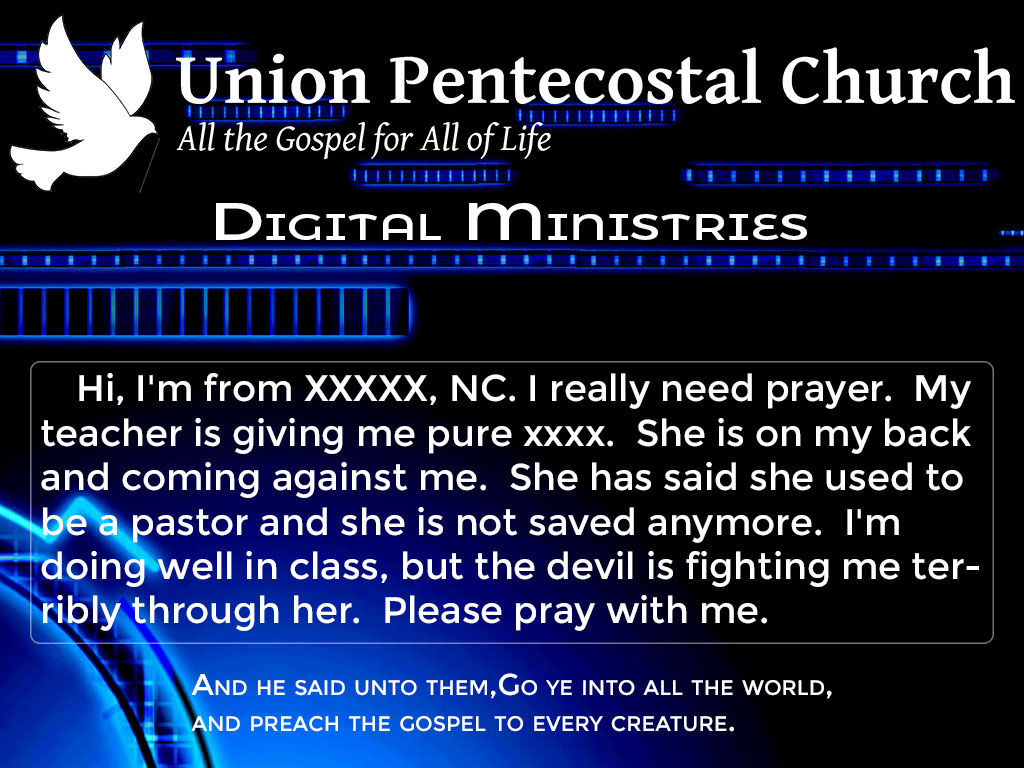 Union Pentecostal Church
All the Gospel for All of Life
Digital Ministries
Hi, I'm from XXXXX, NC. I really need prayer.  My
teacher is giving me pure xxxx.  She is on my back
and coming against me.  She has said she used to
be a pastor and she is not saved anymore.  I'm
doing well in class, but the devil is fighting me ter-
ribly through her.  Please pray with me.
And he said unto them,Go ye into all the world,
and preach the gospel to every creature.